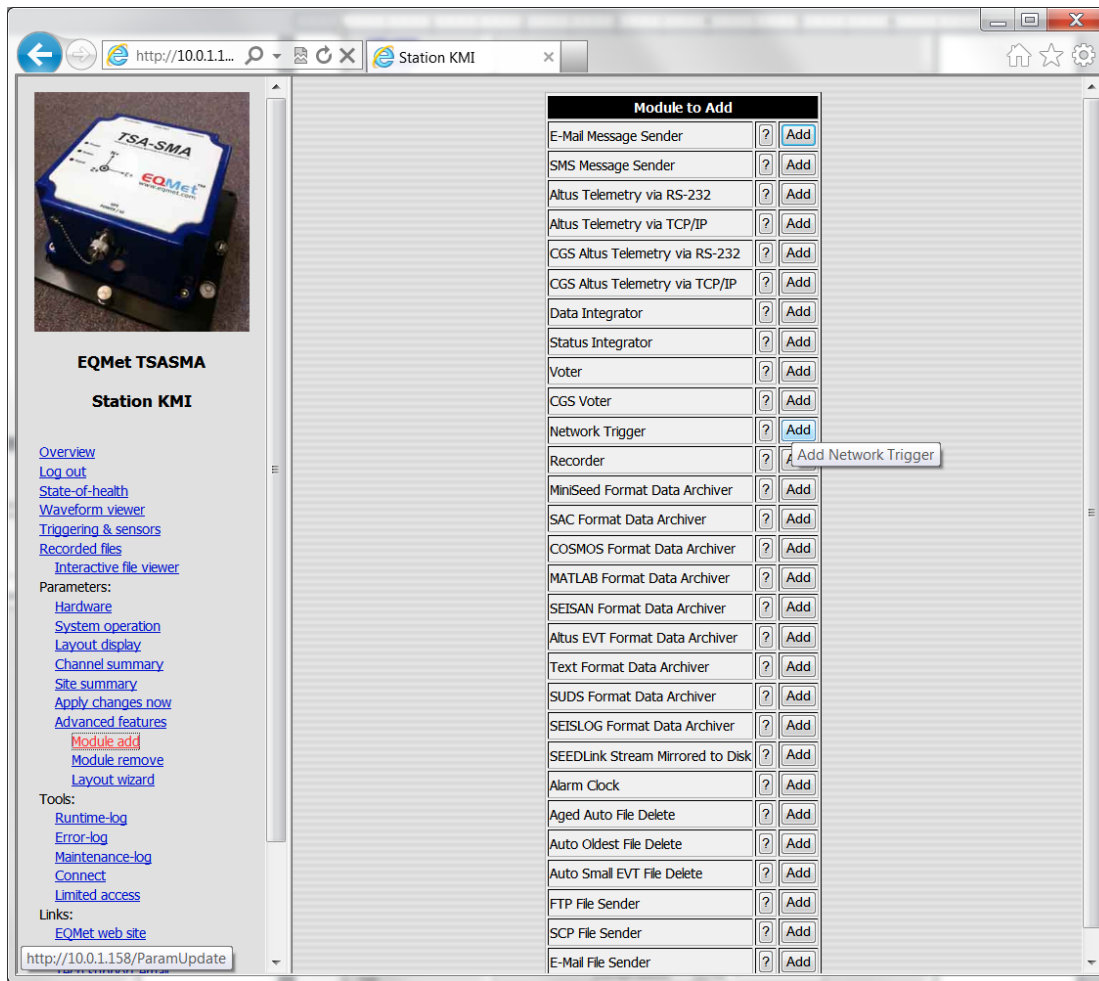 http://10.0.1.1...
Station KMI
TSA-SMA
EQMet
www.eqmet.com
EQMet TSASMA
Station KMI
Overview
Log out
State-of-health
Waveform viewer
Triggering & sensors
Recorded files
Interactive file viewer
Parameters:
Hardware
System operation
Layout display
Channel summary
Site summary
Apply changes now
Advanced features
Module add
Module remove
Layout wizard
Tools:
Runtime-log
Error-log
Maintenance-log
Connect
Limited access
Links:
EQMet web site
http://10.0.1.158/ParamUpdate
Module to Add
E-Mail Message Sender ? Add
SMS Message Sender ? Add
Altus Telemetry via RS-232 ? Add
Altus Telemetry via TCP/IP ? Add
CGS Altus Telemetry via RS-232 ? Add
CGS Altus Telemetry via TCP/IP ? Add
Data Integrator ? Add
Status Integrator ? Add
Voter ? Add
CGS Voter ? Add
Network Trigger ? Add
Add Network Trigger
Recorder ?
MiniSeed Format Data Archiver ? Add
SAC Format Data Archiver ? Add
COSMOS Format Data Archiver ? Add
MATLAB Format Data Archiver ? Add
SEISAN Format Data Archiver ? Add
Altus EVT Format Data Archiver ? Add
Text Format Data Archiver ? Add
SUDS Format Data Archiver ? Add
SEISLOG Format Data Archiver ? Add
SEEDLink Stream Mirrored to Disk ? Add
Alarm Clock ? Add
Aged Auto File Delete ? Add
Auto Oldest File Delete ? Add
Auto Small EVT File Delete ? Add
FTP File Sender ? Add
SCP File Sender ? Add
E-Mail File Sender ? Add